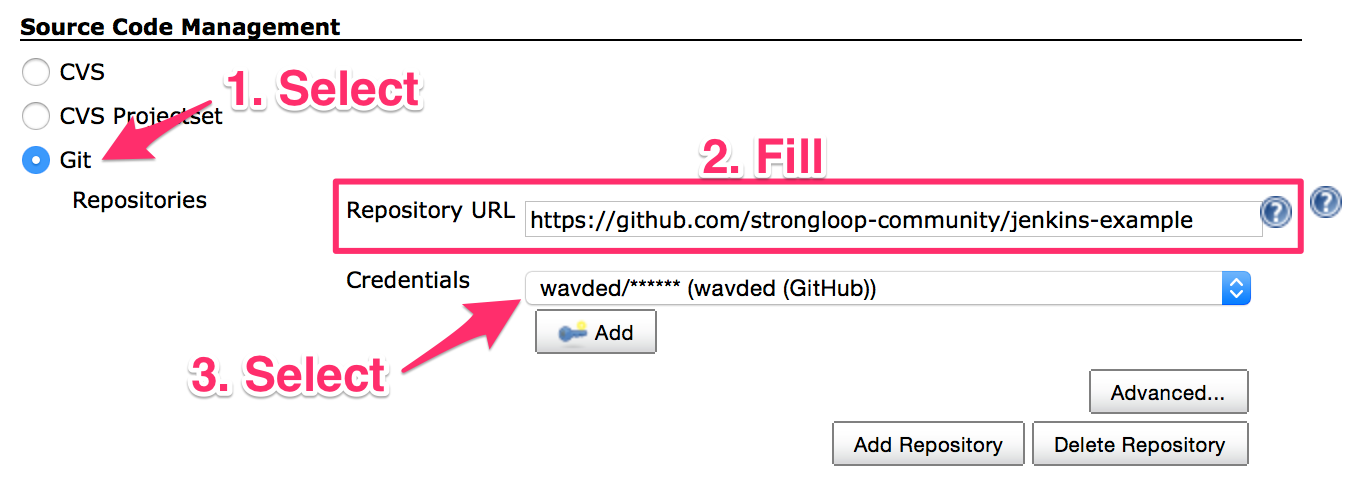 Source Code Management
CVS
1. Select
CVS Projectset
Git
2. Fill
Repositories
Repository URL
https://github.com/strongloop-community/jenkins-example
?
?
Credentials
wavded/****** (wavded (GitHub))
Add
3. Select
Advanced...
Add Repository
Delete Repository